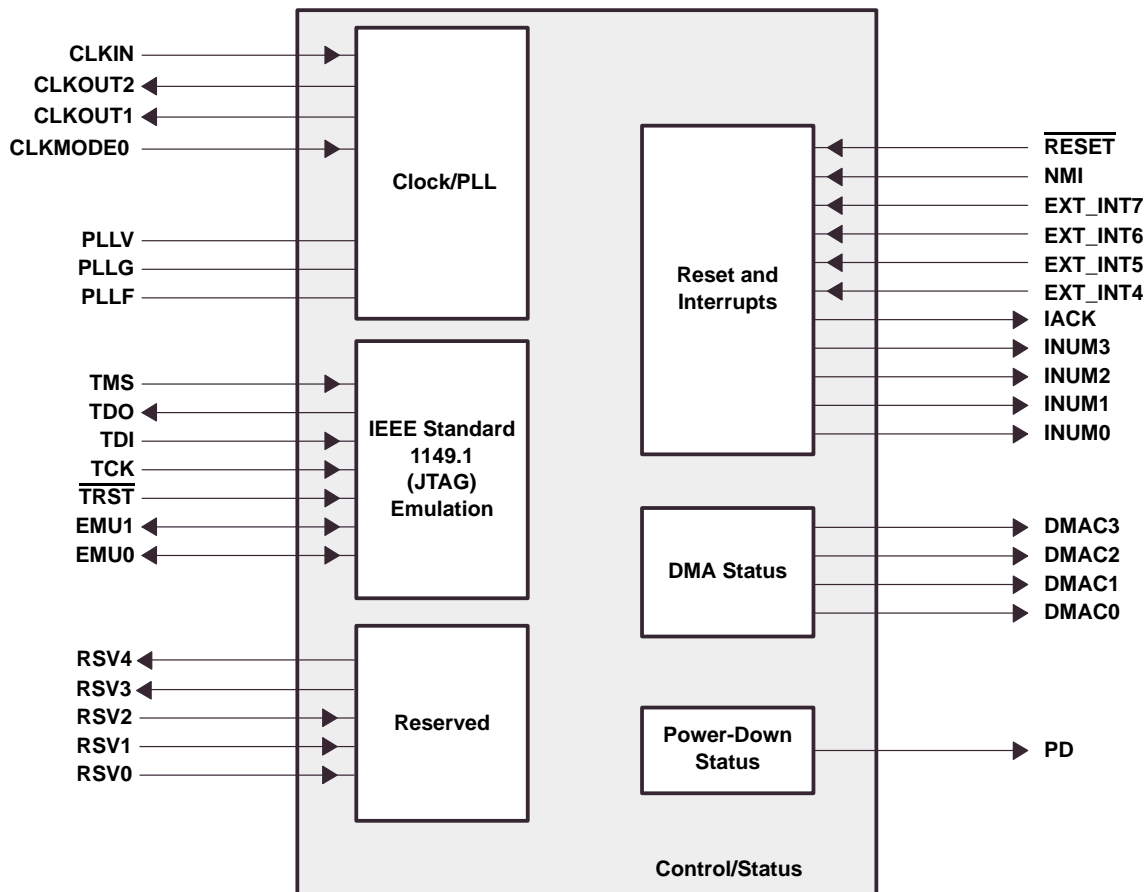 CLKIN
CLKOUT2
CLKOUT1
CLKMODE0
PLLV
PLLG
PLLF
Clock/PLL
TMS
TDO
TDI
TCK
TRST
EMU1
EMU0
IEEE Standard
1149.1
(JTAG)
Emulation
RSV4
RSV3
RSV2
RSV1
RSV0
Reserved
Reset and
Interrupts
RESET
NMI
EXT_INT7
EXT_INT6
EXT_INT5
EXT_INT4
IACK
INUM3
INUM2
INUM1
INUM0
DMA Status
DMAC3
DMAC2
DMAC1
DMAC0
Power-Down
Status
PD
Control/Status